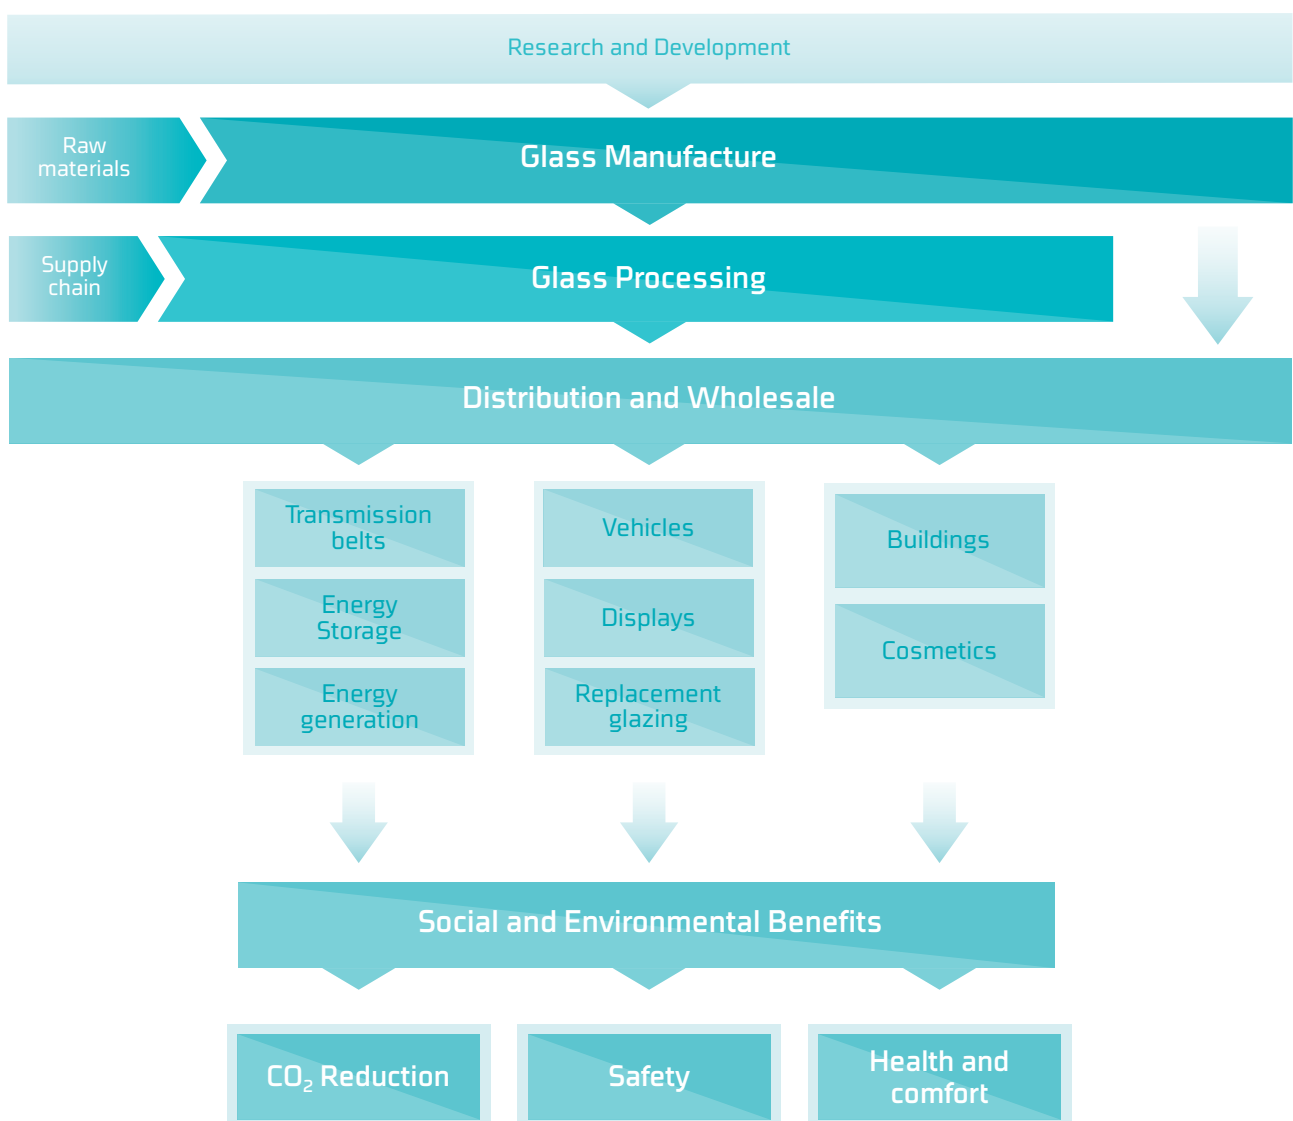 Research and Development
Raw
materials
Glass Manufacture
Supply
chain
Glass Processing
Distribution and Wholesale
Transmission
belts
Energy
Storage
Energy
generation
Vehicles
Displays
Replacement
glazing
Buildings
Cosmetics
Social and Environmental Benefits
CO₂ Reduction
Safety
Health and
comfort